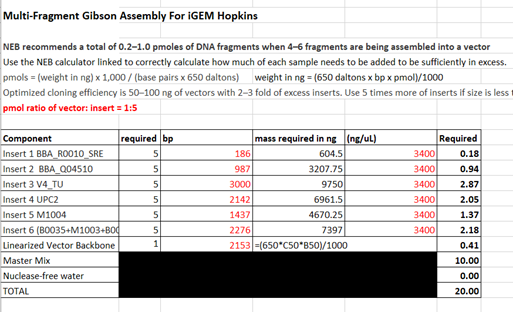 Multi-Fragment Gibson Assembly For iGEM Hopkins
NEB recommends a total of 0.2–1.0 pmoles of DNA fragments when 4–6 fragments are being assembled into a vector
Use the NEB calculator linked to correctly calculate how much of each sample needs to be added to be sufficiently in excess.
pmols = (weight in ng) x 1,000 / (base pairs x 650 daltons) weight in ng = (650 daltons x bp x pmol)/1000
Optimized cloning efficiency is 50–100 ng of vectors with 2–3 fold of excess inserts. Use 5 times more of inserts if size is less
pmol ratio of vector: insert = 1:5
Component required bp mass required in ng (ng/uL) Required
Insert 1 BBA_R0010_SRE 5 186 604.5 3400 0.18
Insert 2 BBA_Q04510 5 987 3207.75 3400 0.94
Insert 3 V4_TU 5 3000 9750 3400 2.87
Insert 4 UPC2 5 2142 6961.5 3400 2.05
Insert 5 M1004 5 1437 4670.25 3400 1.37
Insert 6 (B0035+M1003+B00 5 2276 7397 3400 2.18
Linearized Vector Backbone 1 2153 =(650*C50*B50)/1000 0.41
Master Mix 10.00
Nuclease-free water 0.00
TOTAL 20.00